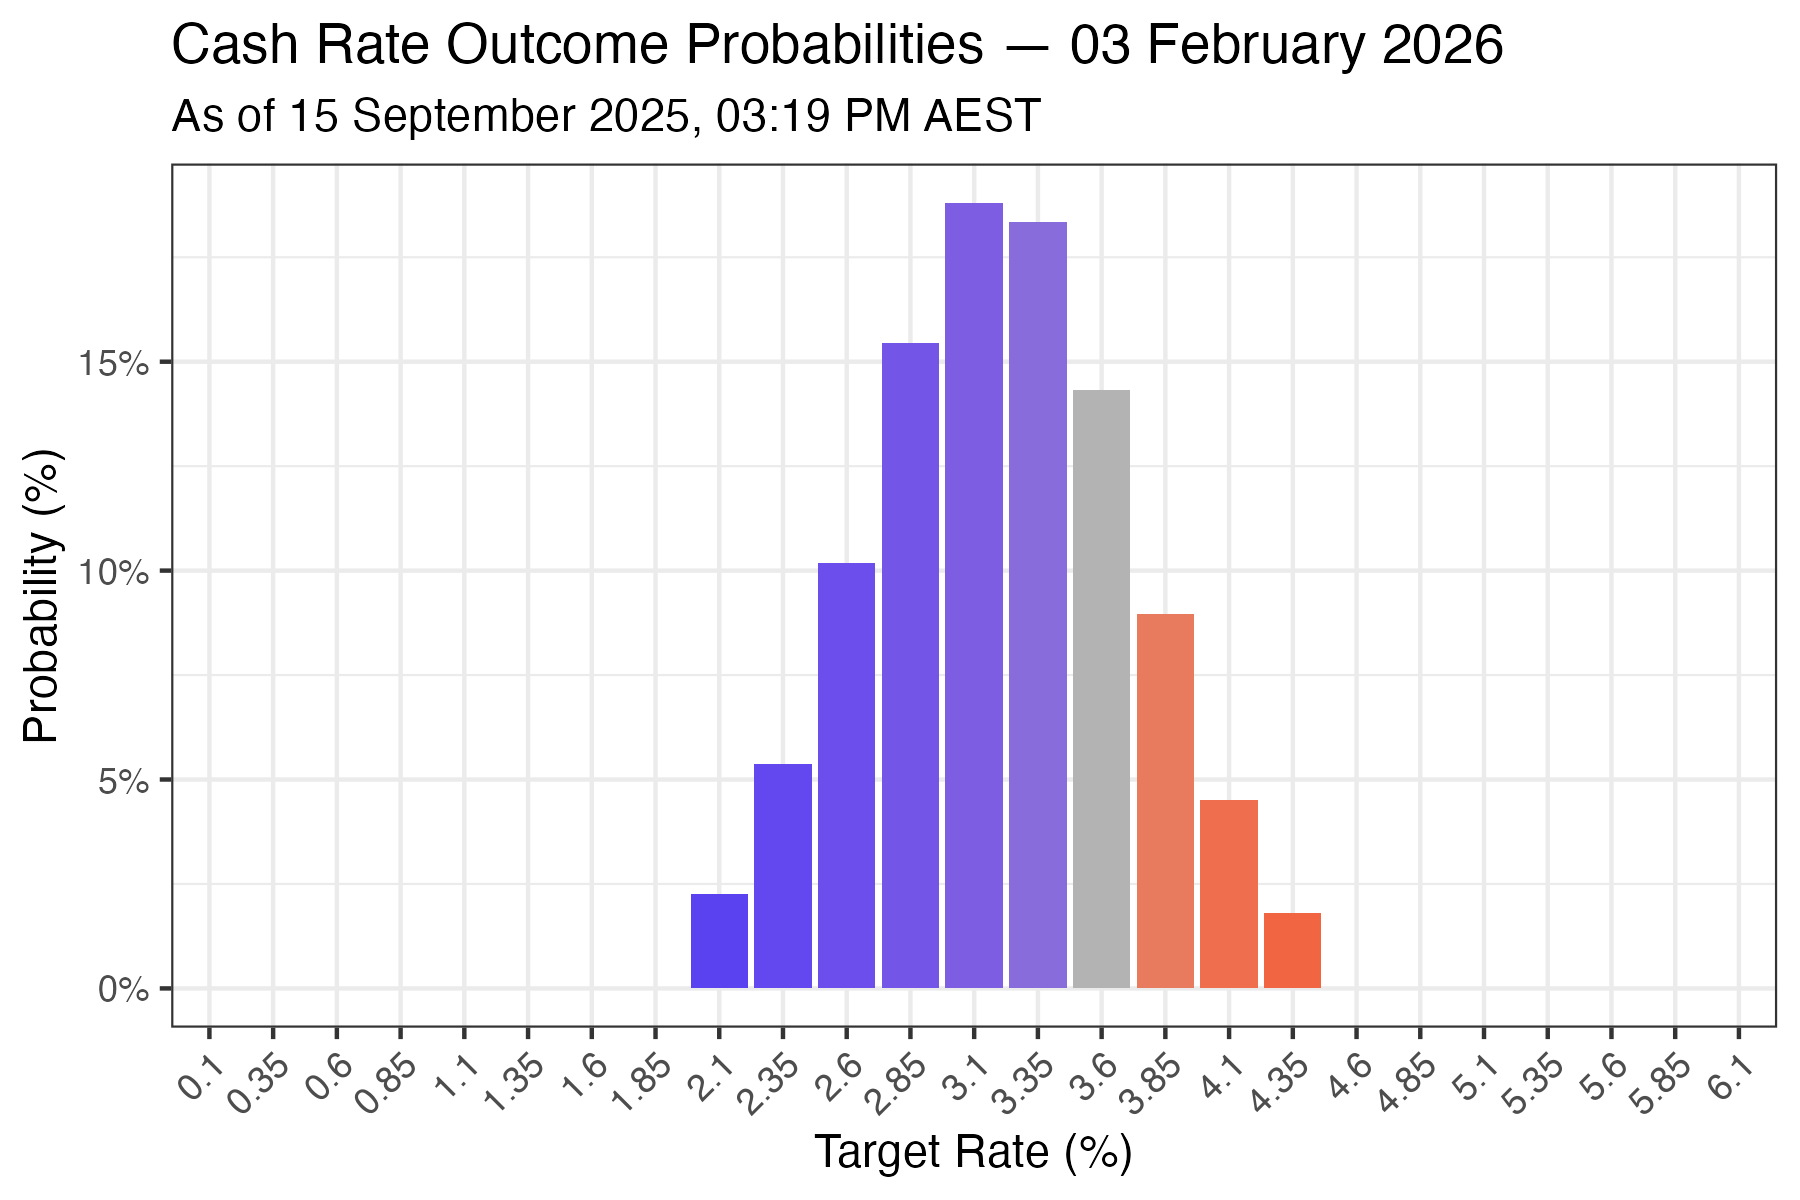 Cash Rate Outcome Probabilities — 03 February 2026
As of 15 September 2025, 03:19 PM AEST
Probability (%)
15%
10%
5%
0%
0.1 0.35 0.6 0.85 1.1 1.35 1.6 1.85 2.1 2.35 2.6 2.85 3.1 3.35 3.6 3.85 4.1 4.35 4.6 4.85 5.1 5.35 5.6 5.85 6.1
Target Rate (%)